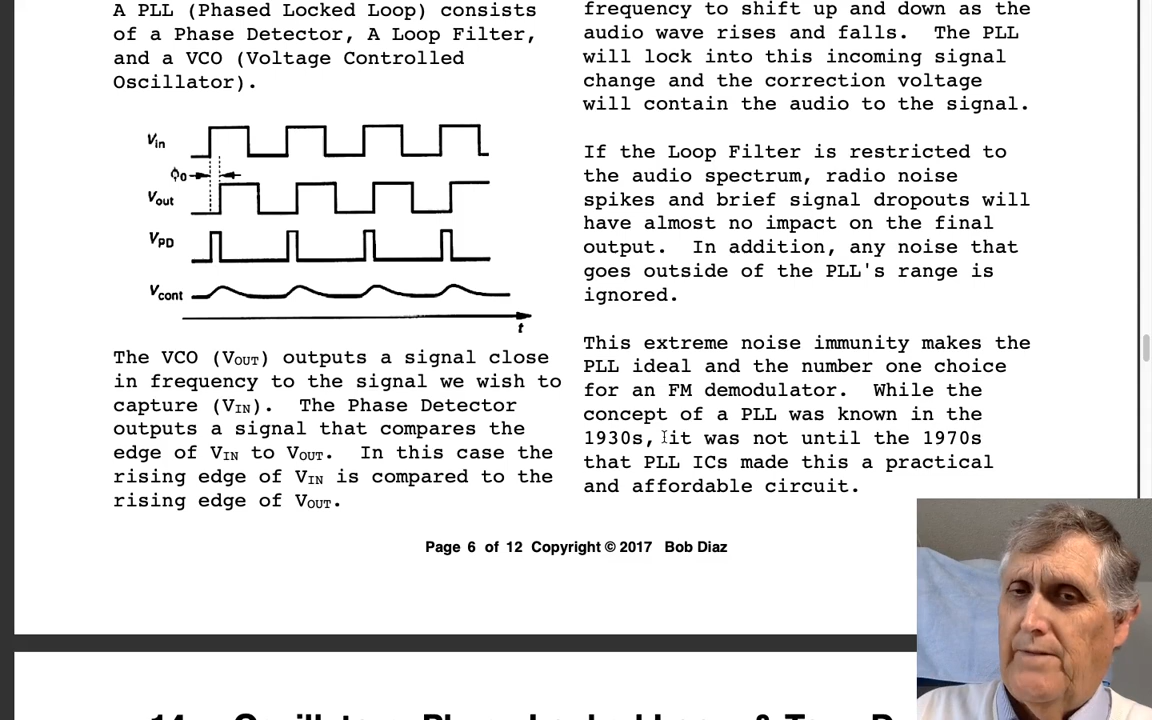 A PLL (Phased Locked Loop) consists
of a Phase Detector, A Loop Filter,
and a VCO (Voltage Controlled
Oscillator).
Vin
ϕo
Vout
VPD
Vcont
t
The VCO (VOUT) outputs a signal close
in frequency to the signal we wish to
capture (VIN).  The Phase Detector
outputs a signal that compares the
edge of VIN to VOUT.  In this case the
rising edge of VIN is compared to the
rising edge of VOUT.
frequency to shift up and down as the
audio wave rises and falls.  The PLL
will lock into this incoming signal
change and the correction voltage
will contain the audio to the signal.
If the Loop Filter is restricted to
the audio spectrum, radio noise
spikes and brief signal dropouts will
have almost no impact on the final
output.  In addition, any noise that
goes outside of the PLL's range is
ignored.
This extreme noise immunity makes the
PLL ideal and the number one choice
for an FM demodulator.  While the
concept of a PLL was known in the
1930s, it was not until the 1970s
that PLL ICs made this a practical
and affordable circuit.
Page 6 of 12 Copyright © 2017 Bob Diaz